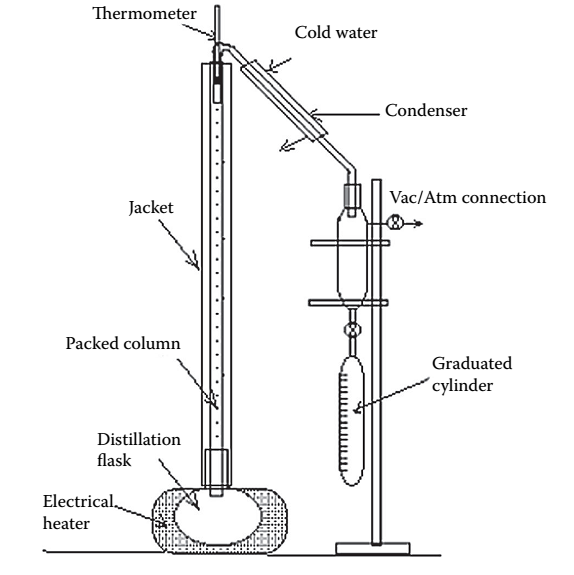 Thermometer
Cold water
Condenser
Vac/Atm connection
Jacket
Packed column
Graduated
cylinder
Distillation
flask
Electrical
heater